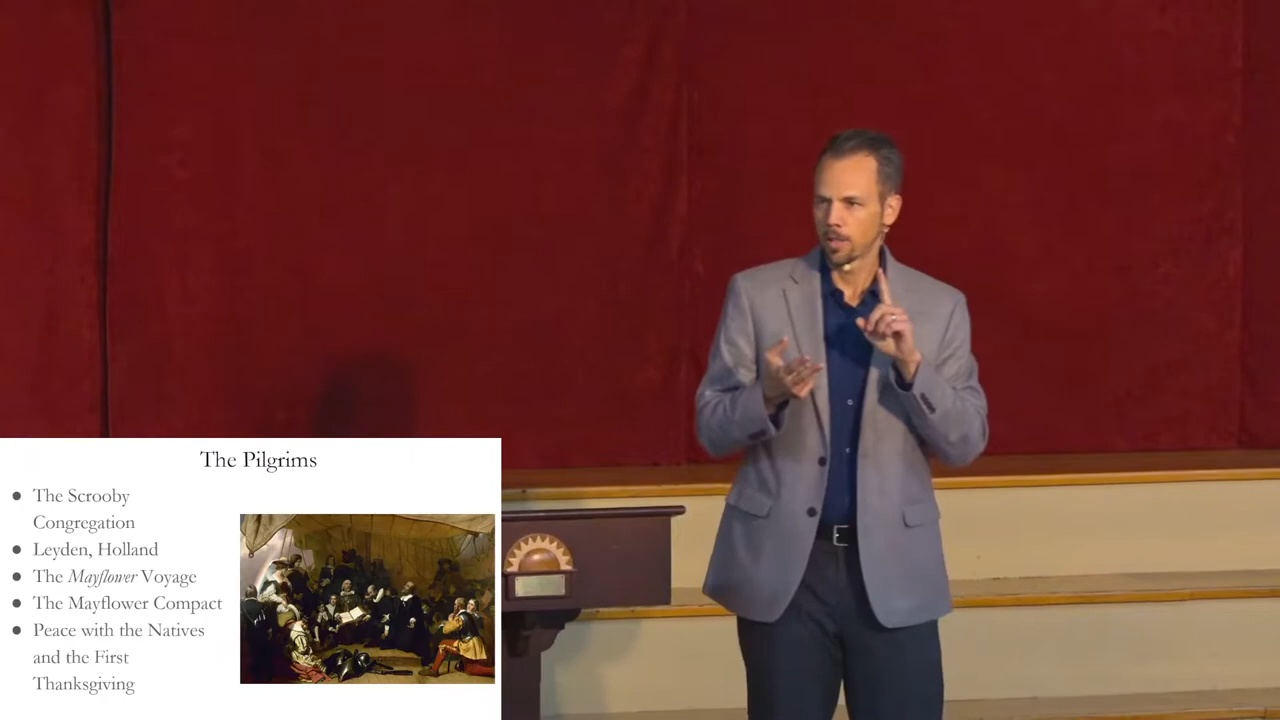 The Pilgrims
● The Scrooby
Congregation
● Leyden, Holland
● The Mayflower Voyage
● The Mayflower Compact
● Peace with the Natives
and the First
Thanksgiving